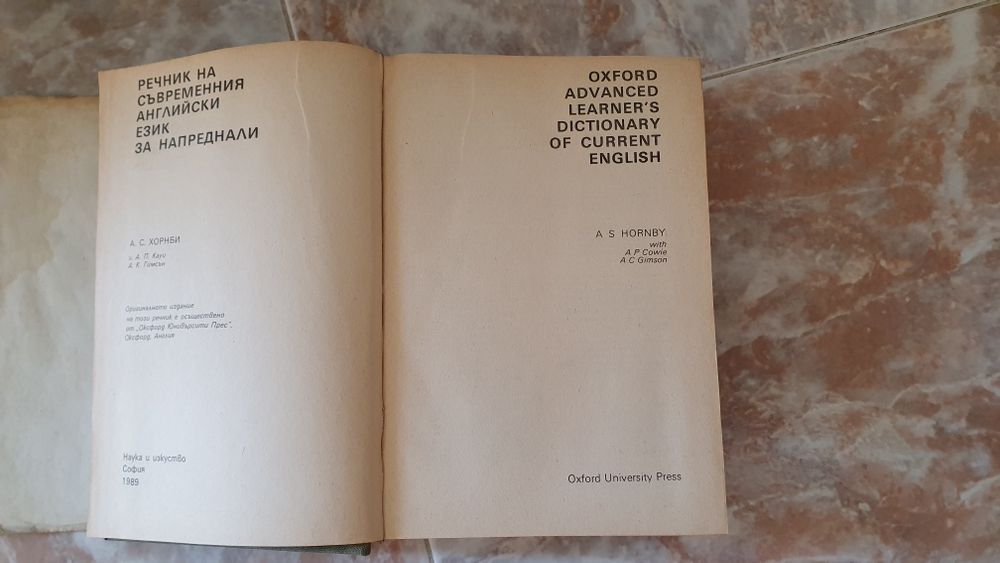 РЕЧНИК НА
СЪВРЕМЕННИЯ
АНГЛИЙСКИ
ЕЗИК
ЗА НАПРЕДНАЛИ
А. С. ХОРНБИ
и А. П. Кауи
А. К. Гимсън
Оригиналното издание
на този речник е осъществено
от „Оксфорд Юнивърсити Прес",
Оксфорд, Англия
Наука и изкуство
София
1989
OXFORD
ADVANCED
LEARNER'S
DICTIONARY
OF CURRENT
ENGLISH
A S HORNBY
with
A P Cowie
A C Gimson
Oxford University Press